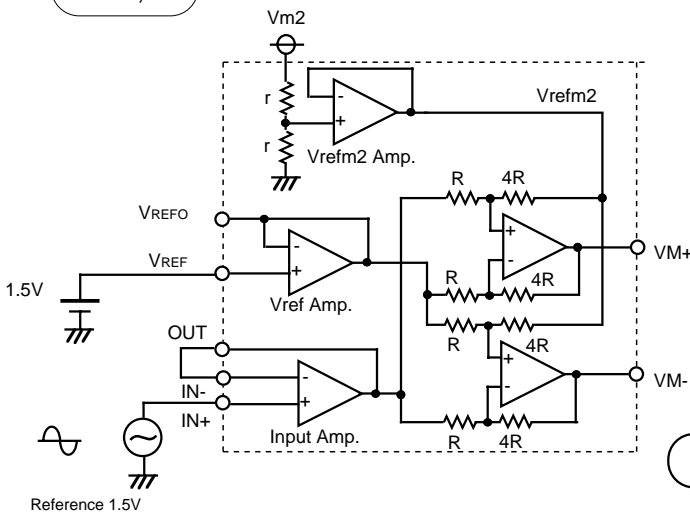 Vm2
r
r
-
+
Vrefm2
Vrefm2 Amp.
R
4R
VREFO
+
-
VM+
VREF
-
+
R
4R
1.5V
Vref Amp.
OUT
R
4R
+
-
VM-
IN-
-
IN+
+
Input Amp.
R
4R
Reference 1.5V